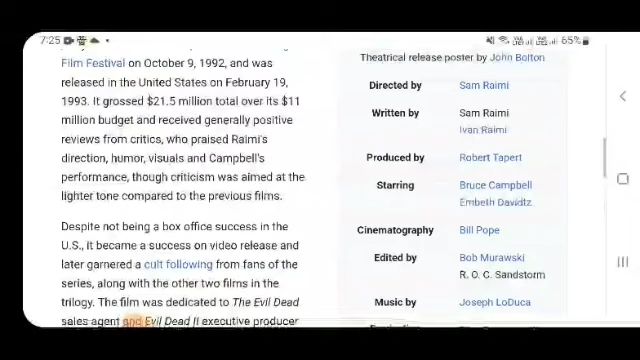 7:25
65%
Film Festival on October 9, 1992, and was
released in the United States on February 19,
1993. It grossed $21.5 million total over its $11
million budget and received generally positive
reviews from critics, who praised Raimi's
direction, humor, visuals and Campbell's
performance, though criticism was aimed at the
lighter tone compared to the previous films.
Despite not being a box office success in the
U.S., it became a success on video release and
later garnered a cult following from fans of the
series, along with the other two films in the
trilogy. The film was dedicated to The Evil Dead
sales agent and Evil Dead II executive producer
Theatrical release poster by John Bolton
Directed by Sam Raimi
Written by Sam Raimi
Ivan Raimi
Produced by Robert Tapert
Starring Bruce Campbell
Embeth Davidtz
Cinematography Bill Pope
Edited by Bob Murawski
R. O. C. Sandstorm
Music by Joseph LoDuca